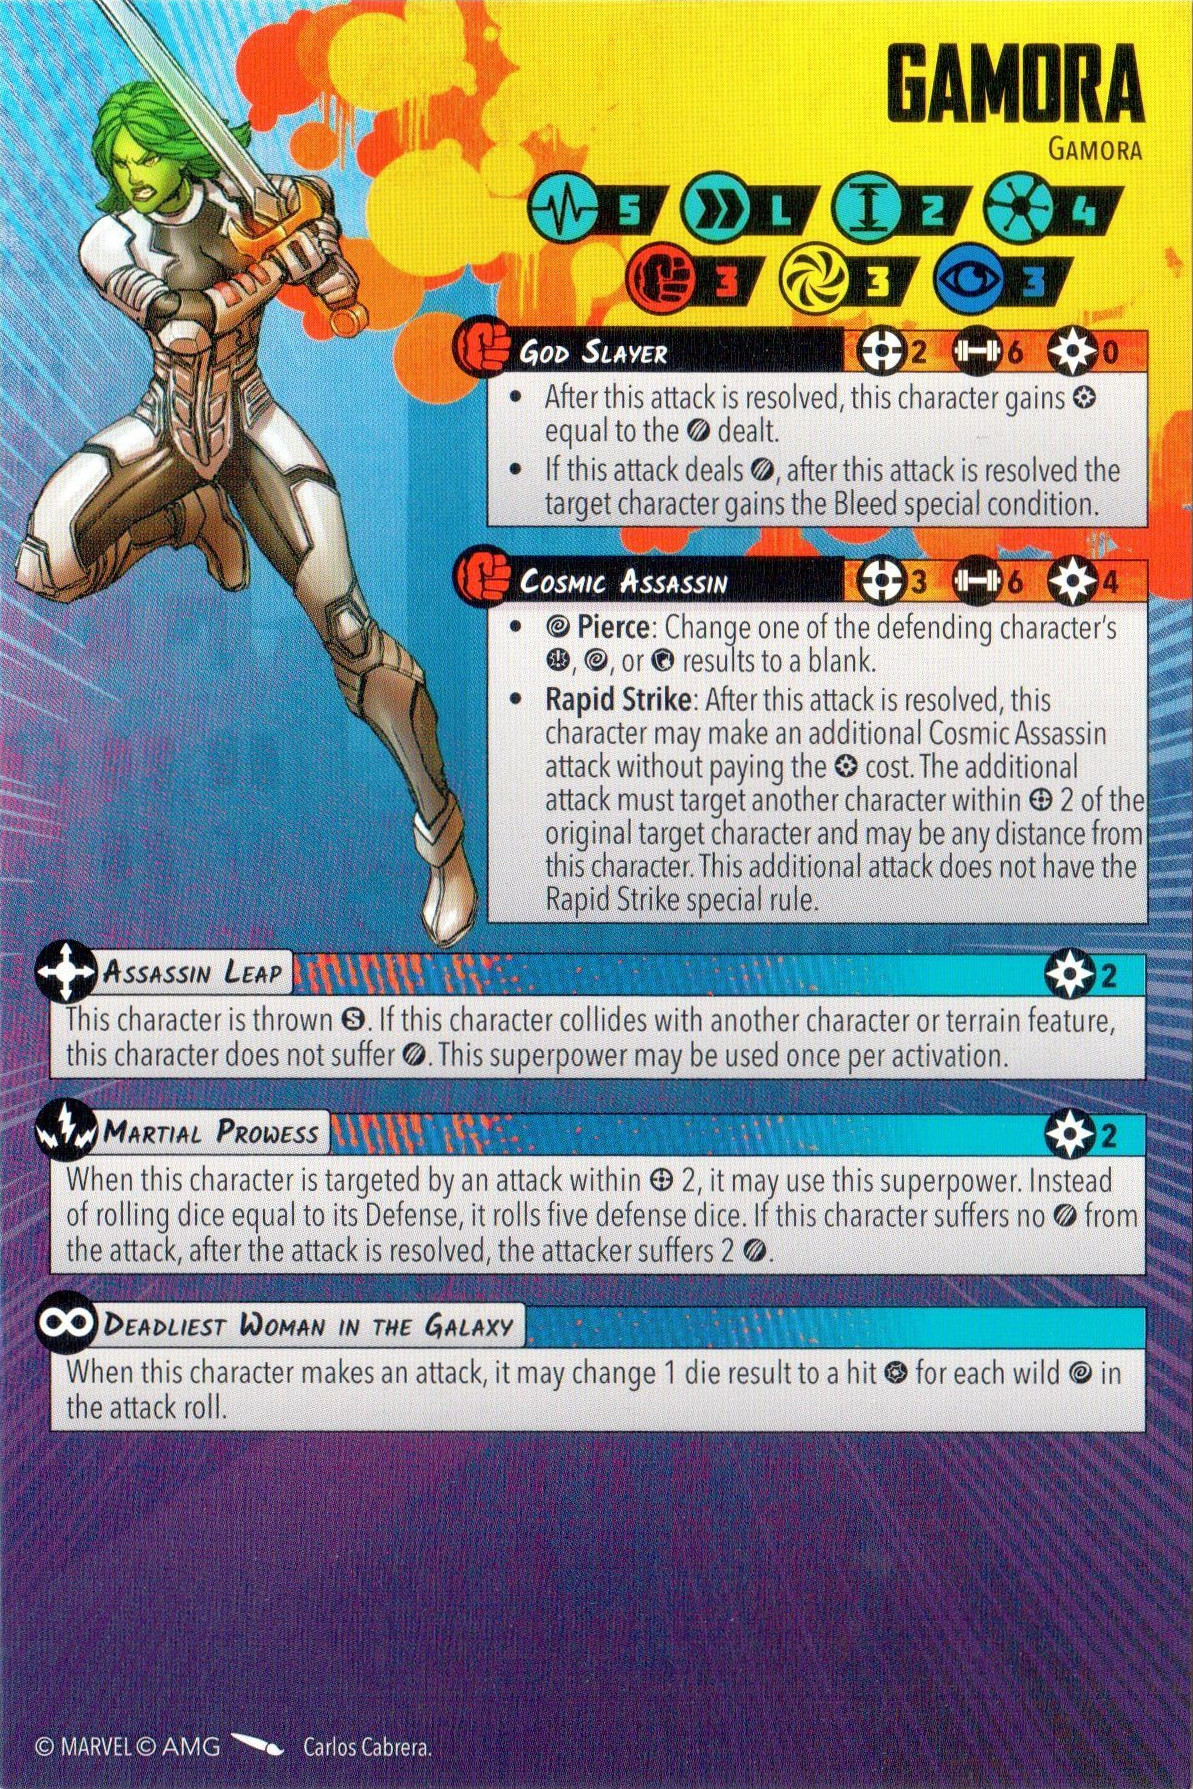 GAMORA
GAMORA
5 L 2 4
3 3 3
GOD SLAYER 2 6 0
• After this attack is resolved, this character gains
equal to the dealt.
• If this attack deals , after this attack is resolved the
target character gains the Bleed special condition.
COSMIC ASSASSIN 3 6 4
• Pierce: Change one of the defending character's
, , or results to a blank.
• Rapid Strike: After this attack is resolved, this
character may make an additional Cosmic Assassin
attack without paying the cost. The additional
attack must target another character within 2 of the
original target character and may be any distance from
this character. This additional attack does not have the
Rapid Strike special rule.
ASSASSIN LEAP 2
This character is thrown S. If this character collides with another character or terrain feature,
this character does not suffer . This superpower may be used once per activation.
MARTIAL PROWESS 2
When this character is targeted by an attack within 2, it may use this superpower. Instead
of rolling dice equal to its Defense, it rolls five defense dice. If this character suffers no from
the attack, after the attack is resolved, the attacker suffers 2 .
DEADLIEST WOMAN IN THE GALAXY
When this character makes an attack, it may change 1 die result to a hit for each wild in
the attack roll.
© MARVEL © AMG Carlos Cabrera.